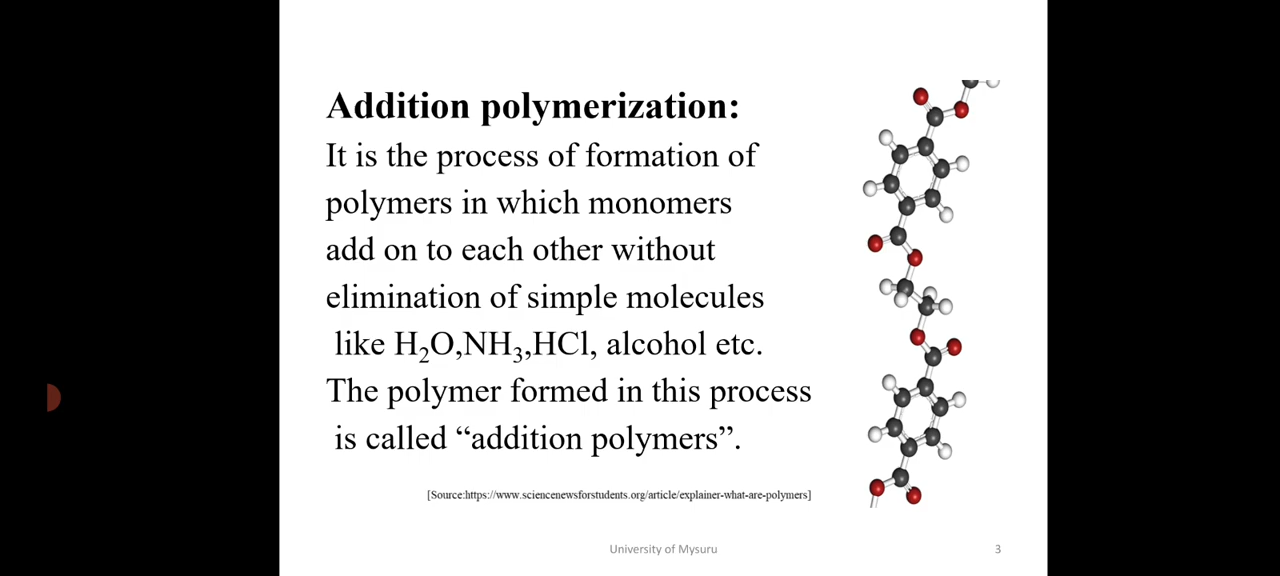 Addition polymerization:
It is the process of formation of
polymers in which monomers
add on to each other without
elimination of simple molecules
like H₂O,NH₃,HCl, alcohol etc.
The polymer formed in this process
is called “addition polymers”.
[Source:https://www.sciencenewsforstudents.org/article/explainer-what-are-polymers]
University of Mysuru
3